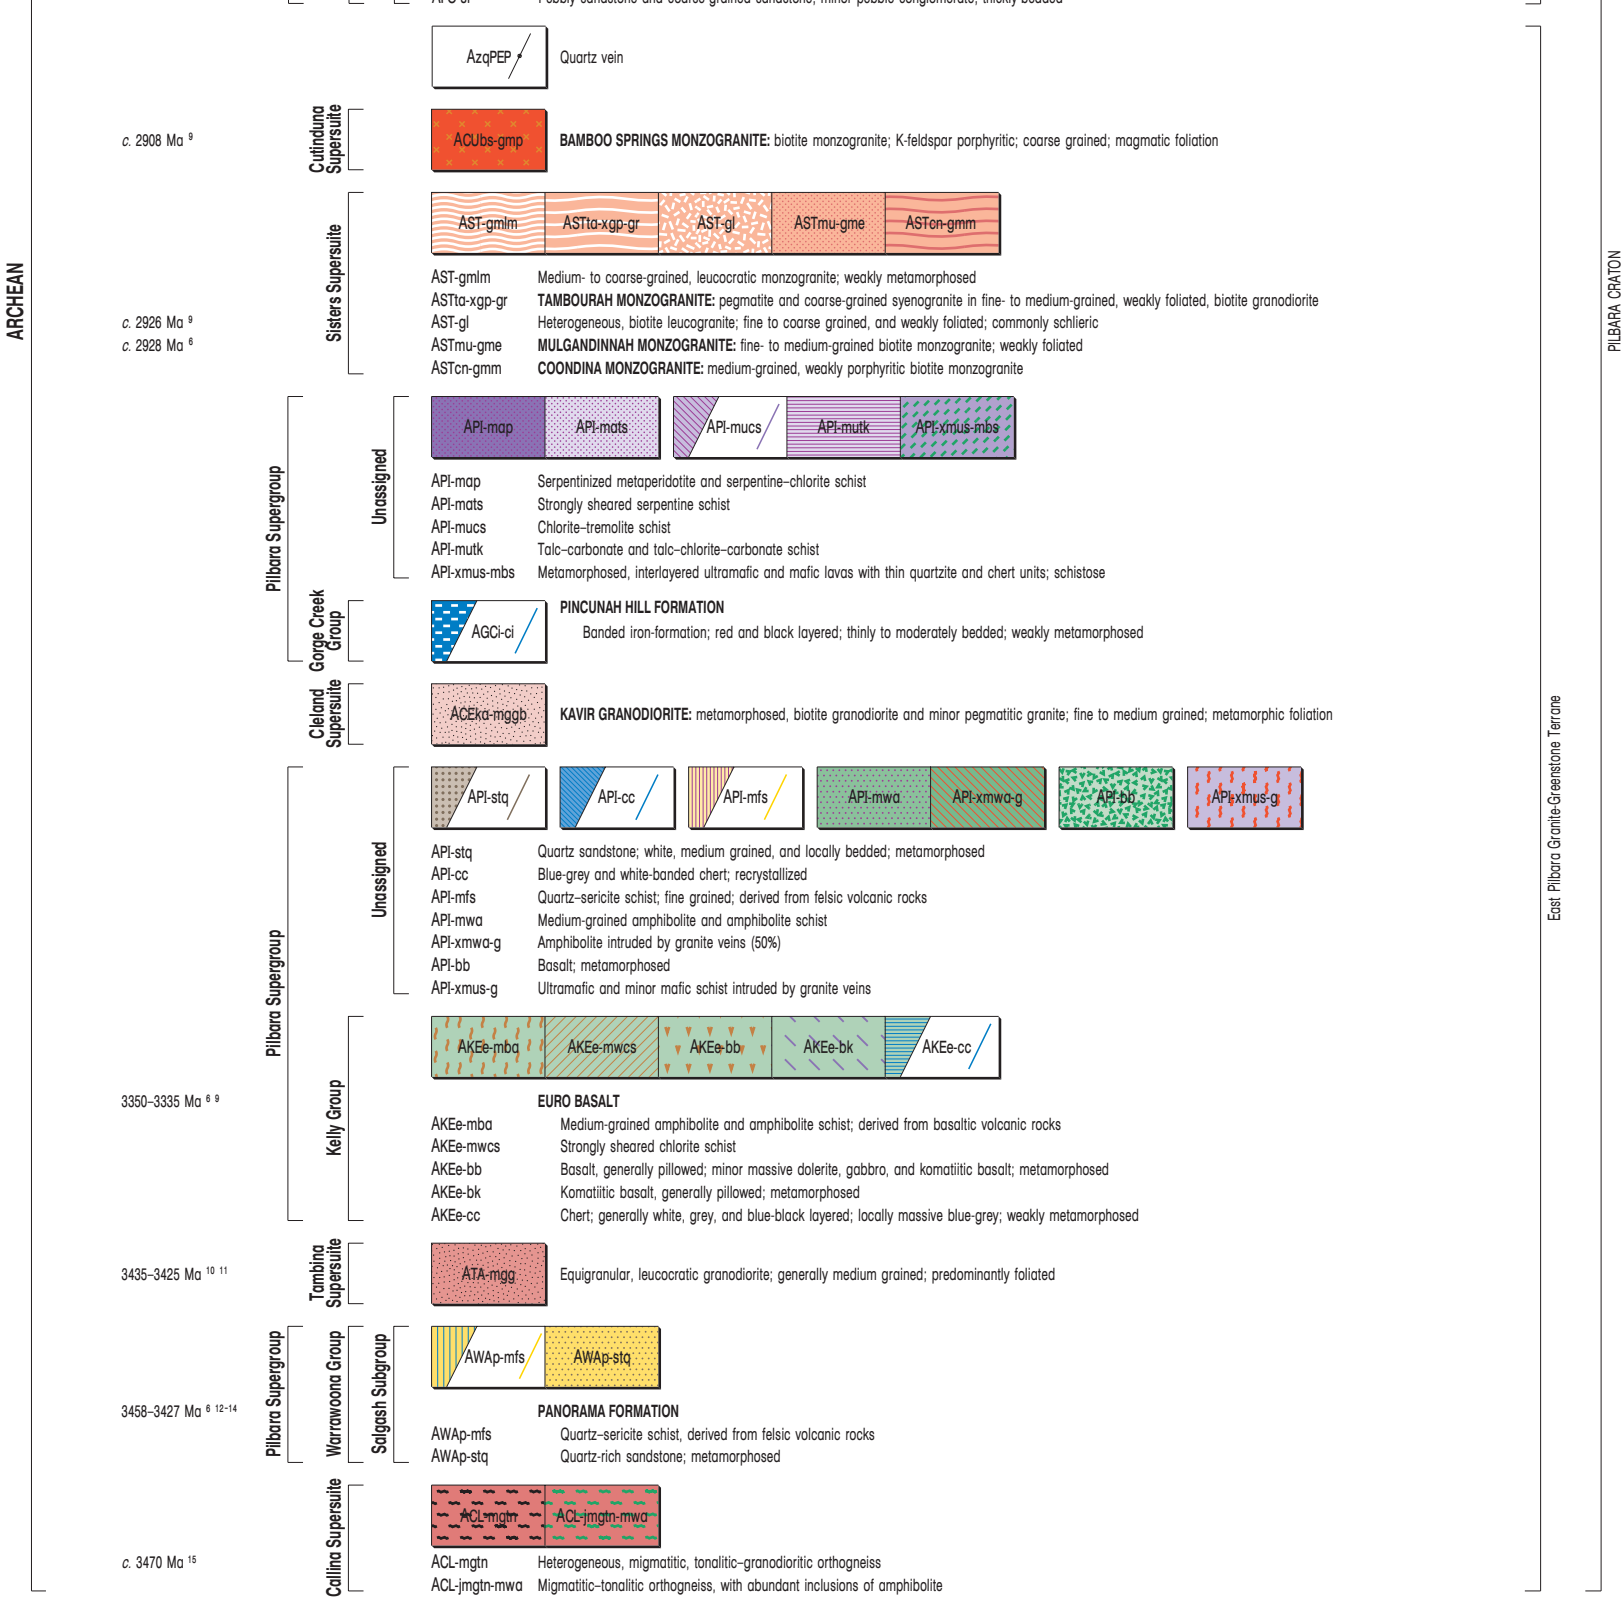 AzqPEP Quartz vein
Cutinduna Supersuite
c. 2908 Ma 9
ACUbs-gmp BAMBOO SPRINGS MONZOGRANITE: biotite monzogranite; K-feldspar porphyritic; coarse grained; magmatic foliation
ARCHEAN
PILBARA CRATON
Sisters Supersuite
AST-gmlm ASTta-xgp-gr AST-gl ASTmu-gme ASTcn-gmm
AST-gmlm Medium- to coarse-grained, leucocratic monzogranite; weakly metamorphosed
ASTta-xgp-gr TAMBOURAH MONZOGRANITE: pegmatite and coarse-grained syenogranite in fine- to medium-grained, weakly foliated, biotite granodiorite
c. 2926 Ma 9 AST-gl Heterogeneous, biotite leucogranite; fine to coarse grained, and weakly foliated; commonly schlieric
c. 2928 Ma 6 ASTmu-gme MULGANDINNAH MONZOGRANITE: fine- to medium-grained biotite monzogranite; weakly foliated
ASTcn-gmm COONDINA MONZOGRANITE: medium-grained, weakly porphyritic biotite monzogranite
Pilbara Supergroup
Unassigned
API-map API-mats API-mucs API-mutk API-xmus-mbs
API-map Serpentinized metaperidotite and serpentine–chlorite schist
API-mats Strongly sheared serpentine schist
API-mucs Chlorite–tremolite schist
API-mutk Talc–carbonate and talc–chlorite–carbonate schist
API-xmus-mbs Metamorphosed, interlayered ultramafic and mafic lavas with thin quartzite and chert units; schistose
Gorge Creek Group
PINCUNAH HILL FORMATION
AGCi-ci Banded iron-formation; red and black layered; thinly to moderately bedded; weakly metamorphosed
Cleland Supersuite
ACEka-mggb KAVIR GRANODIORITE: metamorphosed, biotite granodiorite and minor pegmatitic granite; fine to medium grained; metamorphic foliation
East Pilbara Granite-Greenstone Terrane
Pilbara Supergroup
Unassigned
API-stq API-cc API-mfs API-mwa API-xmwa-g API-bb API-xmus-g
API-stq Quartz sandstone; white, medium grained, and locally bedded; metamorphosed
API-cc Blue-grey and white-banded chert; recrystallized
API-mfs Quartz–sericite schist; fine grained; derived from felsic volcanic rocks
API-mwa Medium-grained amphibolite and amphibolite schist
API-xmwa-g Amphibolite intruded by granite veins (50%)
API-bb Basalt; metamorphosed
API-xmus-g Ultramafic and minor mafic schist intruded by granite veins
Kelly Group
AKEe-mba AKEe-mwcs AKEe-bb AKEe-bk AKEe-cc
3350–3335 Ma 6 9 EURO BASALT
AKEe-mba Medium-grained amphibolite and amphibolite schist; derived from basaltic volcanic rocks
AKEe-mwcs Strongly sheared chlorite schist
AKEe-bb Basalt, generally pillowed; minor massive dolerite, gabbro, and komatiitic basalt; metamorphosed
AKEe-bk Komatiitic basalt, generally pillowed; metamorphosed
AKEe-cc Chert; generally white, grey, and blue-black layered; locally massive blue-grey; weakly metamorphosed
Tambina Supersuite
3435–3425 Ma 10 11 ATA-mgg Equigranular, leucocratic granodiorite; generally medium grained; predominantly foliated
Pilbara Supergroup
Warrawoona Group
Salgash Subgroup
AWAp-mfs AWAp-stq
3458–3427 Ma 6 12–14 PANORAMA FORMATION
AWAp-mfs Quartz–sericite schist, derived from felsic volcanic rocks
AWAp-stq Quartz-rich sandstone; metamorphosed
Callina Supersuite
ACL-mgtn ACL-jmgtn-mwa
c. 3470 Ma 15 ACL-mgtn Heterogeneous, migmatitic, tonalitic–granodioritic orthogneiss
ACL-jmgtn-mwa Migmatitic–tonalitic orthogneiss, with abundant inclusions of amphibolite